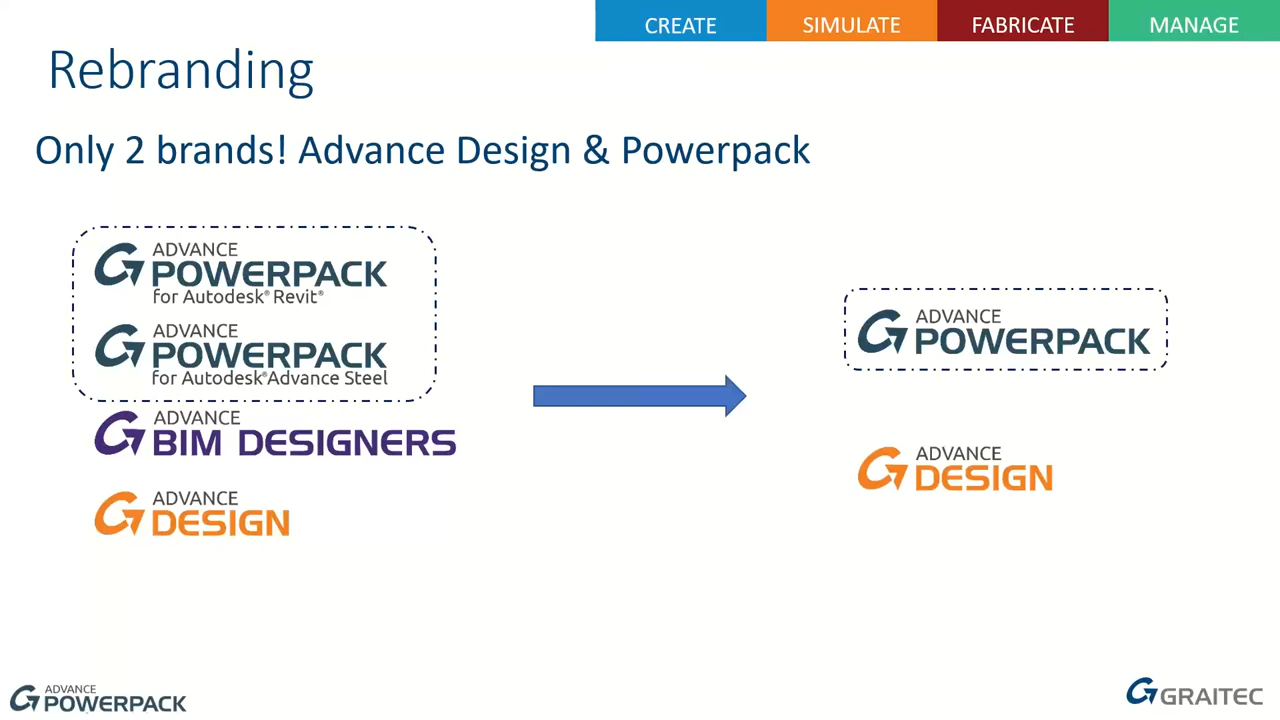 CREATE
SIMULATE
FABRICATE
MANAGE
Rebranding
Only 2 brands! Advance Design & Powerpack
ADVANCE
POWERPACK
for Autodesk® Revit®
ADVANCE
POWERPACK
for Autodesk® Advance Steel
ADVANCE
BIM DESIGNERS
ADVANCE
DESIGN
ADVANCE
POWERPACK
ADVANCE
DESIGN
ADVANCE
POWERPACK
GRAITEC